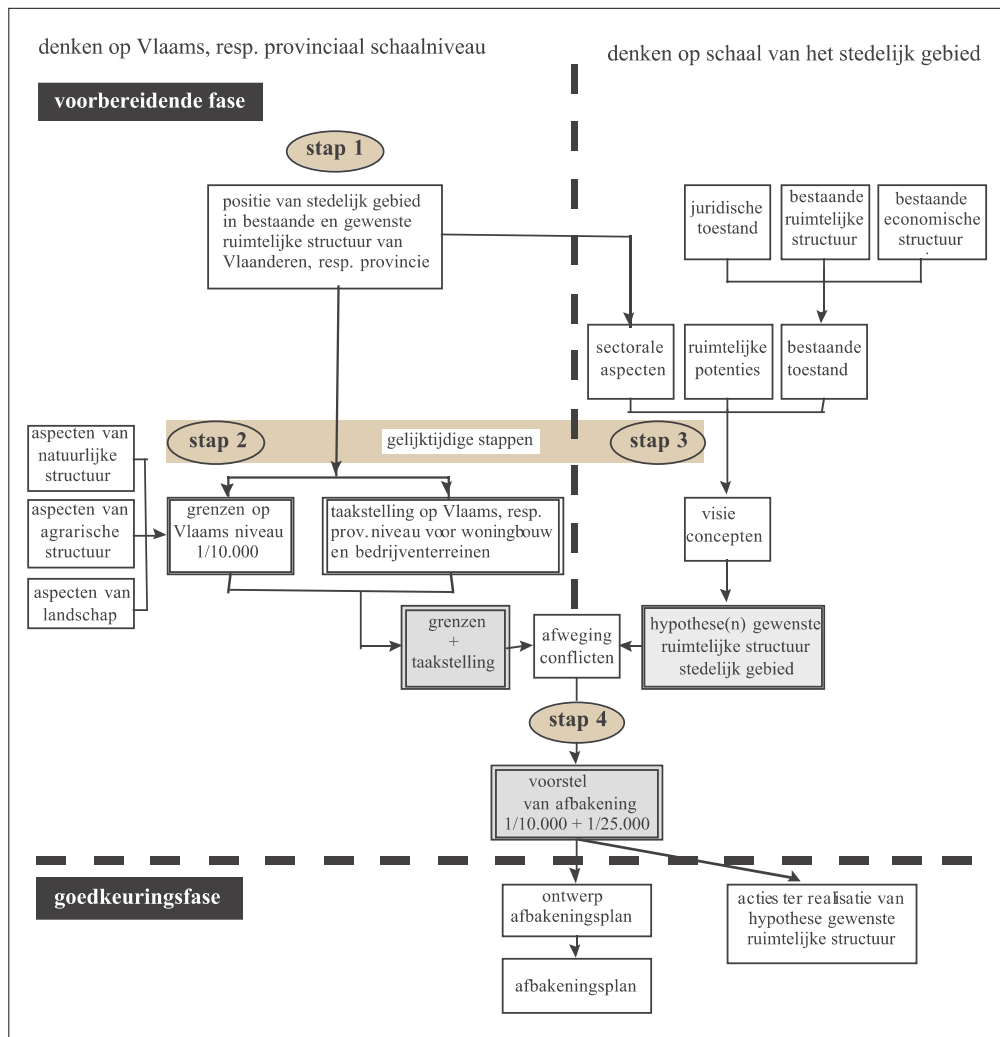 denken op Vlaams, resp. provinciaal schaalniveau
denken op schaal van het stedelijk gebied
voorbereidende fase
stap 1
positie van stedelijk gebied
in bestaande en gewenste
ruimtelijke structuur van
Vlaanderen, resp. provincie
juridische
toestand
bestaande
ruimtelijke
structuur
bestaande
economische
structuur
sectorale
aspecten
ruimtelijke
potenties
bestaande
toestand
stap 2
gelijktijdige stappen
stap 3
aspecten van
natuurlijke
structuur
aspecten van
agrarische
structuur
aspecten van
landschap
grenzen op
Vlaams niveau
1/10.000
taakstelling op Vlaams, resp.
prov. niveau voor woningbouw
en bedrijventerreinen
visie
concepten
grenzen
+
taakstelling
afweging
conflicten
hypothese(n) gewenste
ruimtelijke structuur
stedelijk gebied
stap 4
voorstel
van afbakening
1/10.000 + 1/25.000
goedkeuringsfase
ontwerp
afbakeningsplan
acties ter realisatie van
hypothese gewenste
ruimtelijke structuur
afbakeningsplan